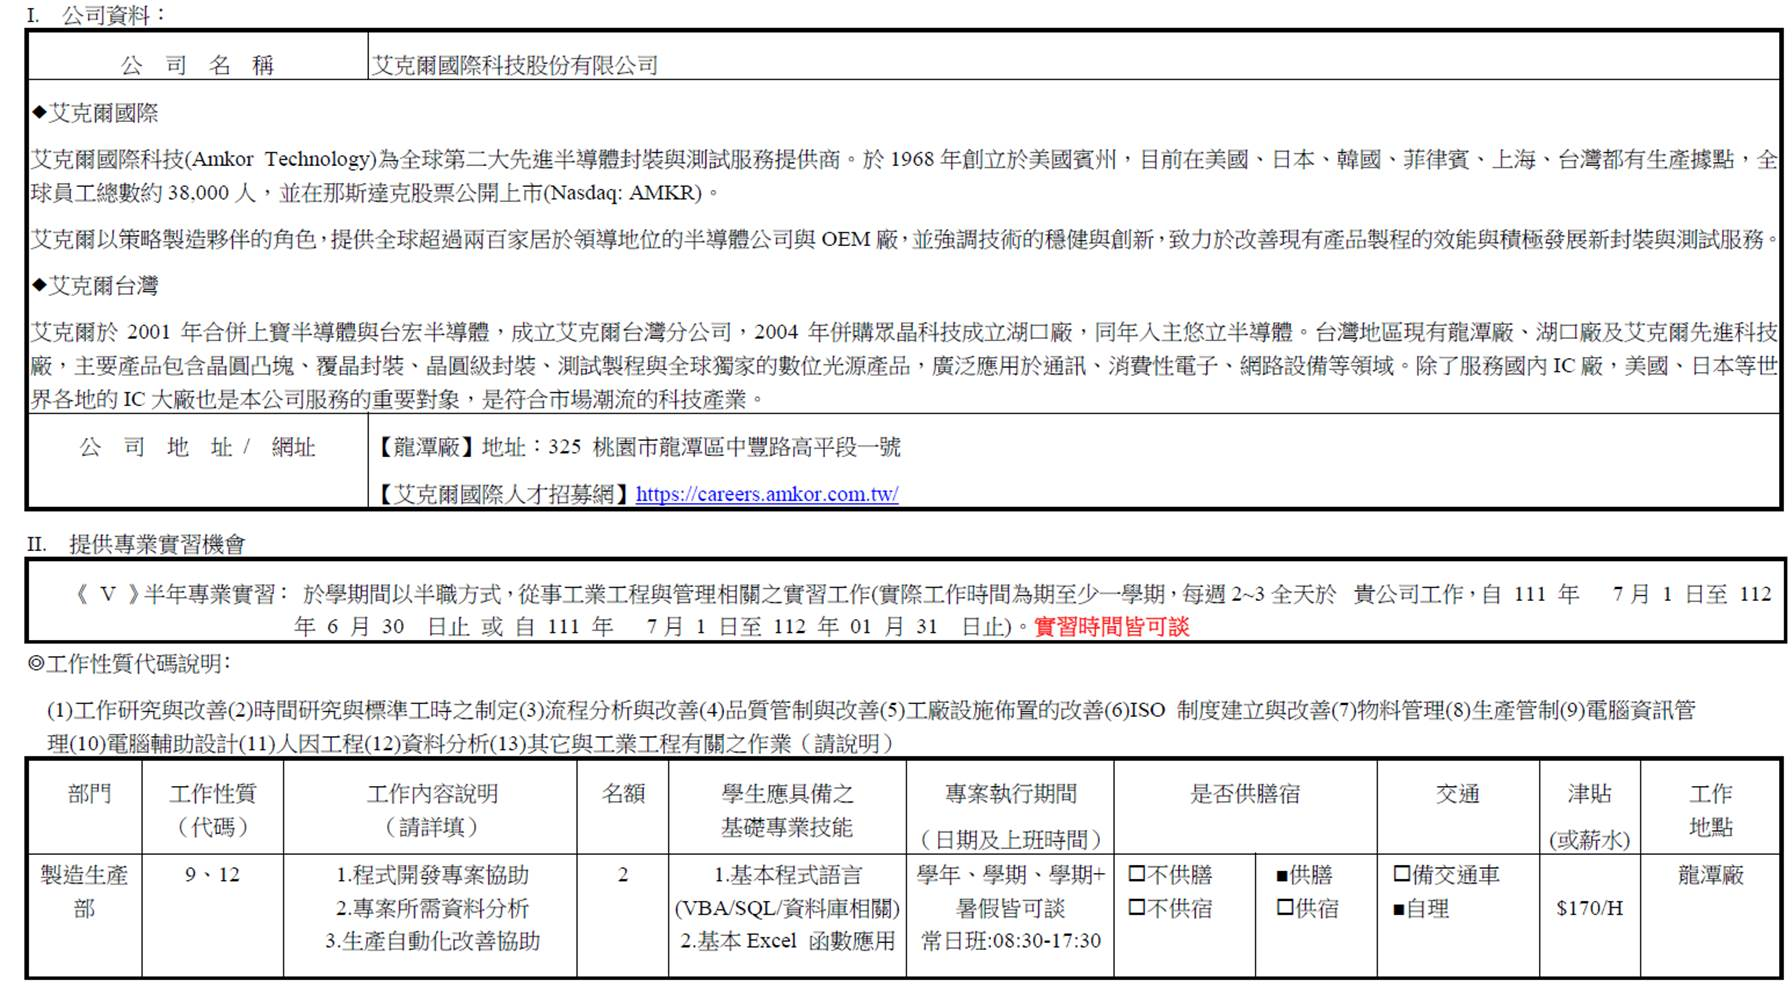 I. 公司資料：
公 司 名 稱 艾克爾國際科技股份有限公司
◆艾克爾國際
艾克爾國際科技(Amkor Technology)為全球第二大先進半導體封裝與測試服務提供商。於 1968 年創立於美國賓州，目前在美國、日本、韓國、菲律賓、上海、台灣都有生產據點，全
球員工總數約 38,000 人，並在那斯達克股票公開上市(Nasdaq: AMKR)。
艾克爾以策略製造夥伴的角色，提供全球超過兩百家居於領導地位的半導體公司與 OEM 廠，並強調技術的穩健與創新，致力於改善現有產品製程的效能與積極發展新封裝與測試服務。
◆艾克爾台灣
艾克爾於 2001 年合併上寶半導體與台宏半導體，成立艾克爾台灣分公司，2004 年併購眾晶科技成立湖口廠，同年入主悠立半導體。台灣地區現有龍潭廠、湖口廠及艾克爾先進科技
廠，主要產品包含晶圓凸塊、覆晶封裝、晶圓級封裝、測試製程與全球獨家的數位光源產品，廣泛應用於通訊、消費性電子、網路設備等領域。除了服務國內 IC 廠，美國、日本等世
界各地的 IC 大廠也是本公司服務的重要對象，是符合市場潮流的科技產業。
公 司 地 址 / 網址 【龍潭廠】地址：325 桃園市龍潭區中豐路高平段一號
【艾克爾國際人才招募網】https://careers.amkor.com.tw/
II. 提供專業實習機會
《 V 》半年專業實習： 於學期間以半職方式，從事工業工程與管理相關之實習工作(實際工作時間為期至少一學期，每週 2~3 全天於 貴公司工作，自 111 年 7 月 1 日至 112
年 6 月 30 日止 或 自 111 年 7 月 1 日至 112 年 01 月 31 日止)。實習時間皆可談
◎工作性質代碼說明：
(1)工作研究與改善(2)時間研究與標準工時之制定(3)流程分析與改善(4)品質管制與改善(5)工廠設施佈置的改善(6)ISO 制度建立與改善(7)物料管理(8)生產管制(9)電腦資訊管
理(10)電腦輔助設計(11)人因工程(12)資料分析(13)其它與工業工程有關之作業（請說明）
部門 工作性質 工作內容說明 名額 學生應具備之 專案執行期間 是否供膳宿 交通 津貼 工作
（代碼） （請詳填） 基礎專業技能 （日期及上班時間） (或薪水) 地點
製造生產 9、12 1.程式開發專案協助 2 1.基本程式語言 學年、學期、學期+ □不供膳 ■供膳 □備交通車 龍潭廠
部 2.專案所需資料分析 (VBA/SQL/資料庫相關) 暑假皆可談 □不供宿 □供宿 ■自理 $170/H
3.生產自動化改善協助 2.基本 Excel 函數應用 常日班:08:30-17:30